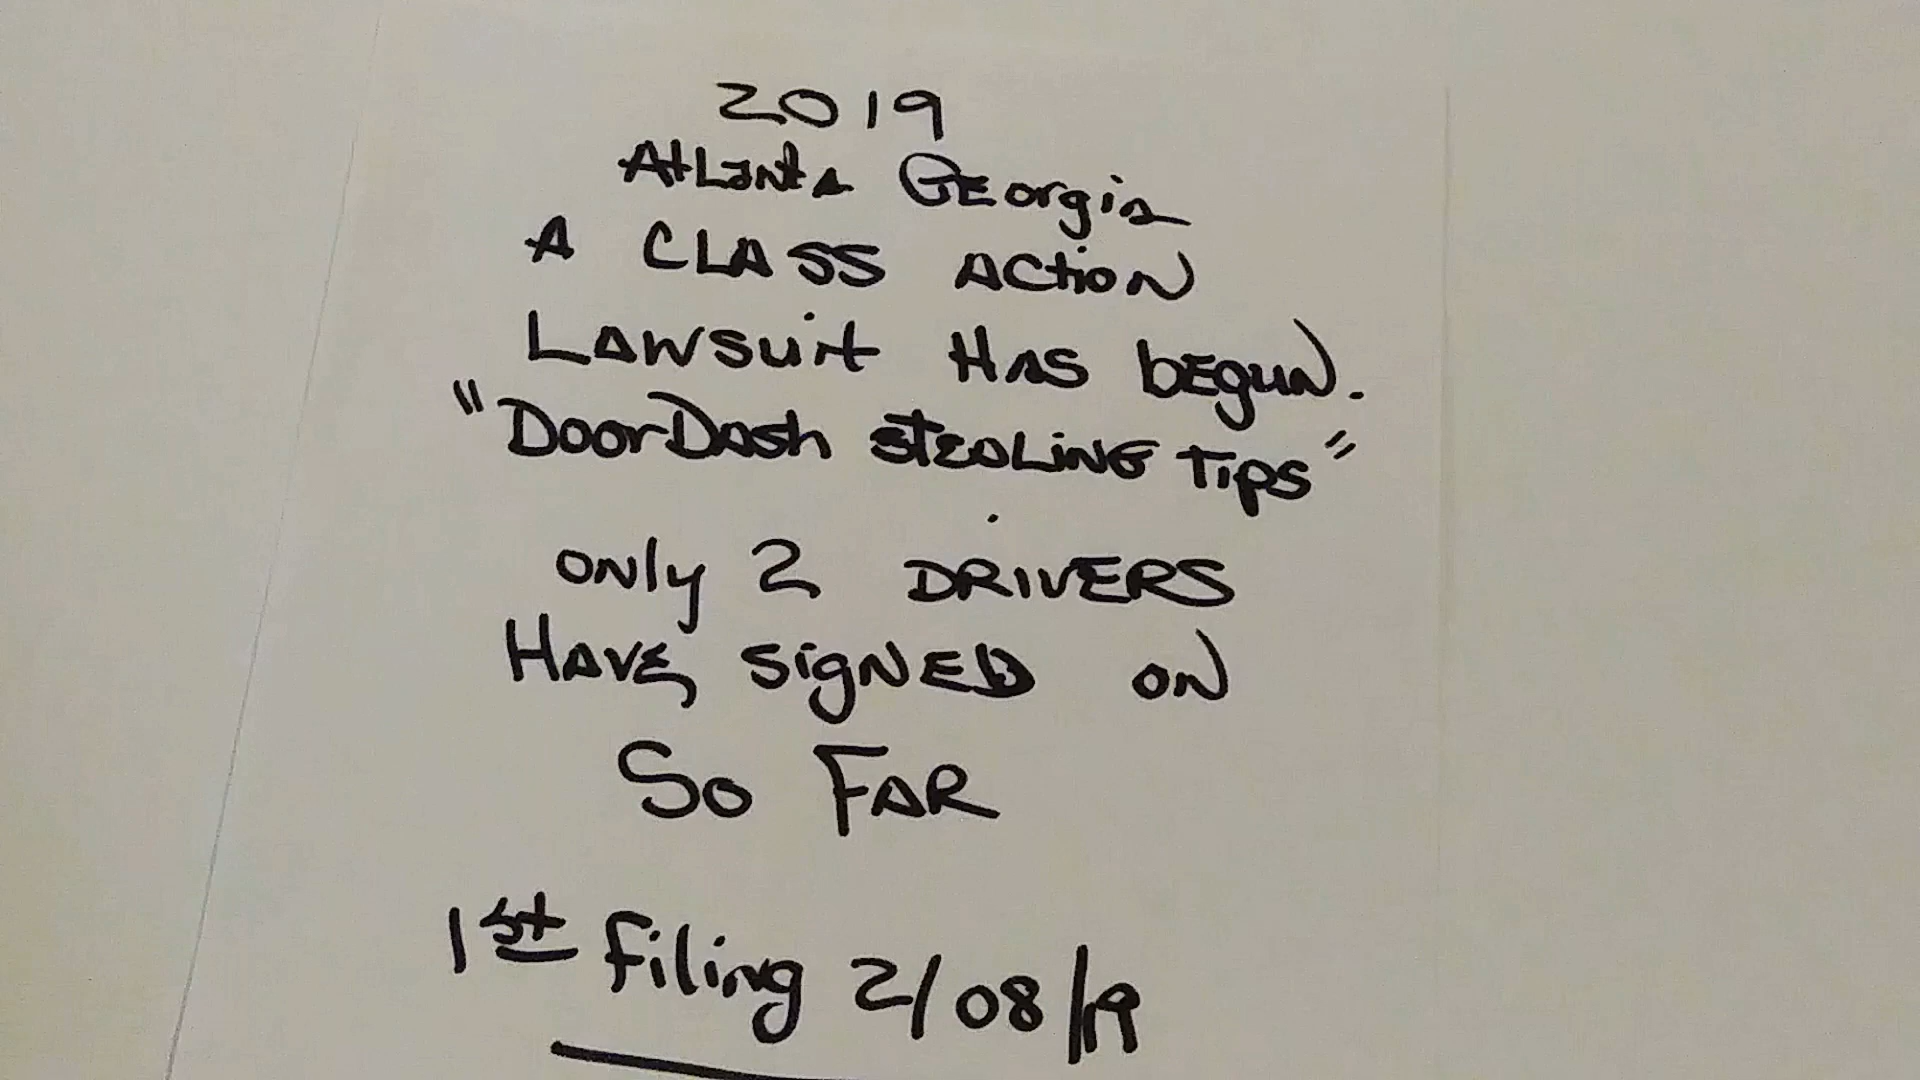 2019
Atlanta Georgia
A CLASS Action
LAWSuit HAS bEgun.
"DoorDash stealing tips"
only 2 DRIVERS
HAVE SigNED ON
So FAR
1st filing 2/08/19